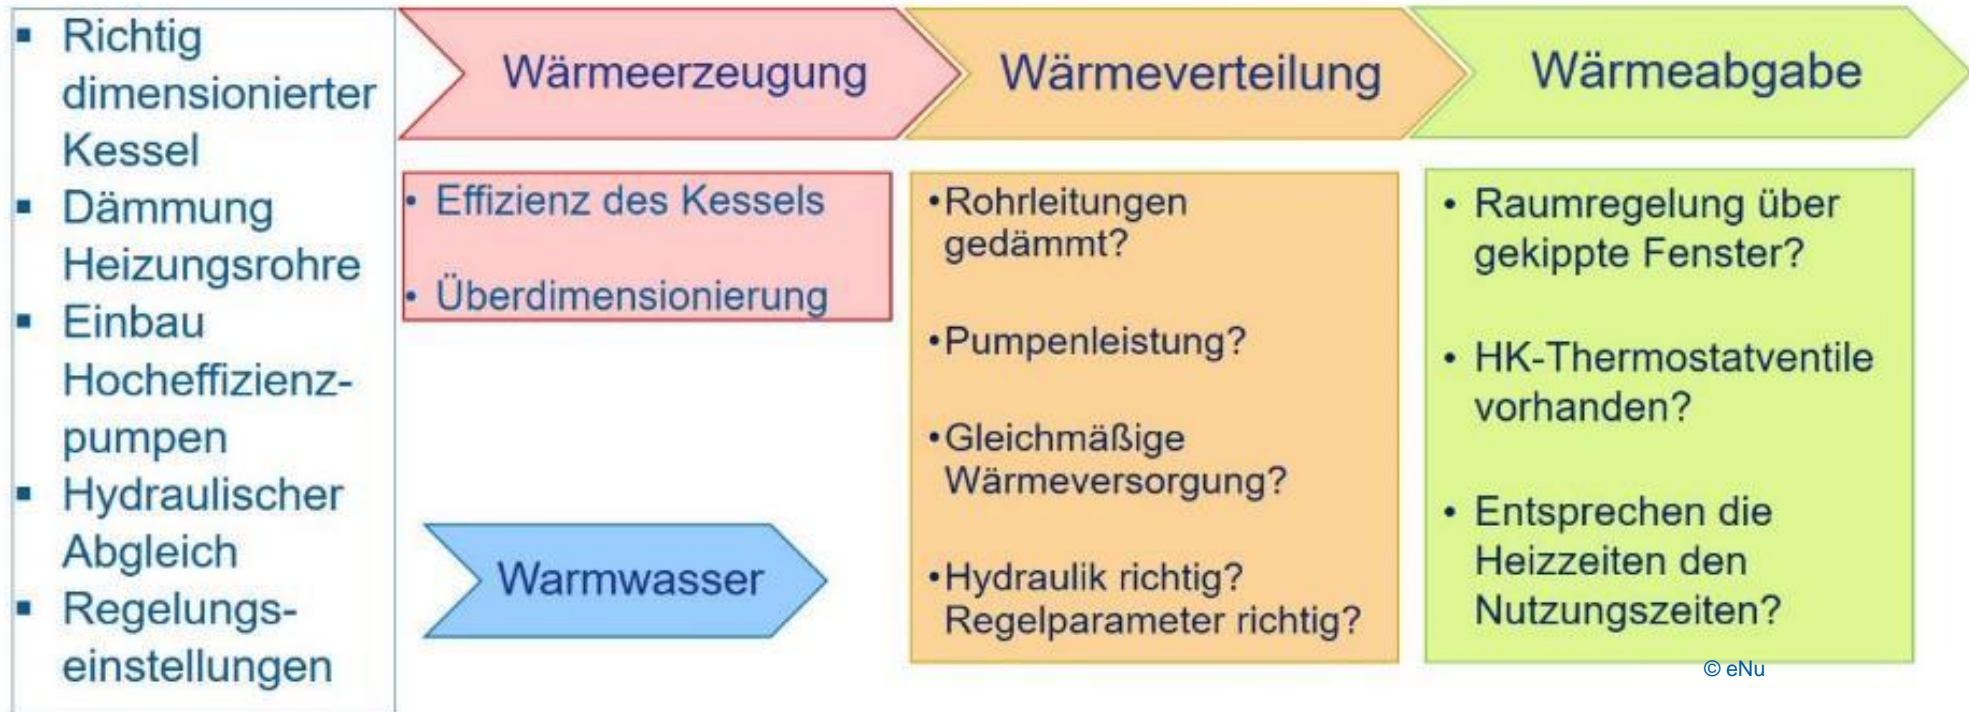 ▪ Richtig
dimensionierter
Kessel
▪ Dämmung
Heizungsrohre
▪ Einbau
Hocheffizienz-
pumpen
▪ Hydraulischer
Abgleich
▪ Regelungs-
einstellungen
Wärmeerzeugung
• Effizienz des Kessels
• Überdimensionierung
Warmwasser
Wärmeverteilung
•Rohrleitungen
gedämmt?
•Pumpenleistung?
•Gleichmäßige
Wärmeversorgung?
•Hydraulik richtig?
Regelparameter richtig?
Wärmeabgabe
• Raumregelung über
gekippte Fenster?
• HK-Thermostatventile
vorhanden?
• Entsprechen die
Heizzeiten den
Nutzungszeiten?
© eNu